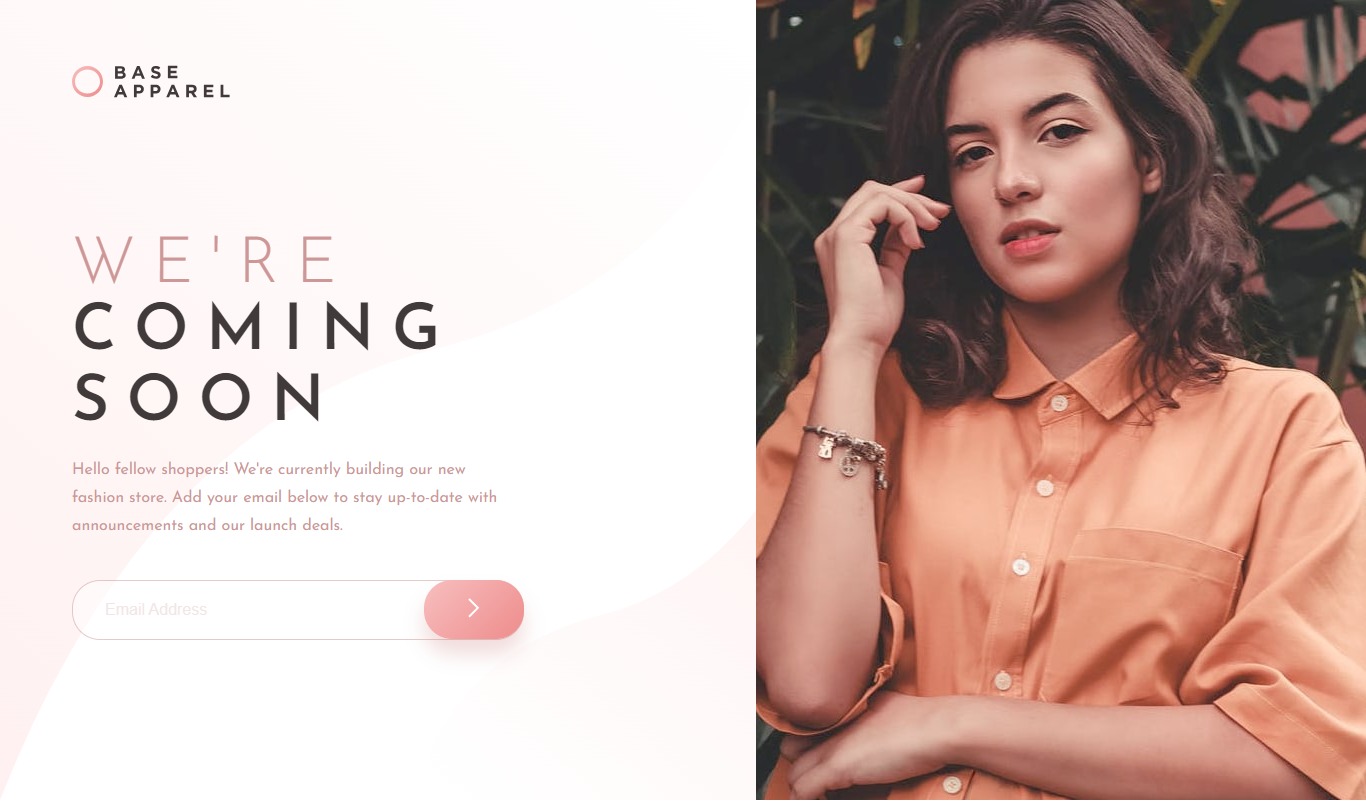 BASE
APPAREL
WE'RE
COMING
SOON
Hello fellow shoppers! We're currently building our new
fashion store. Add your email below to stay up-to-date with
announcements and our launch deals.
Email Address